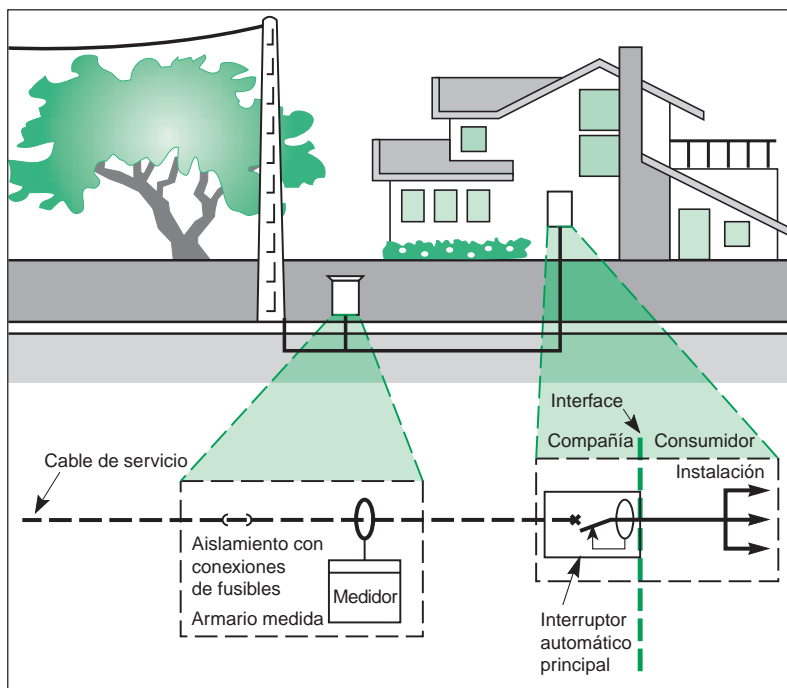 Interface
Compañía
Consumidor
Cable de servicio
Instalación
Aislamiento con
conexiones
de fusibles
Medidor
Armario medida
Interruptor
automático
principal